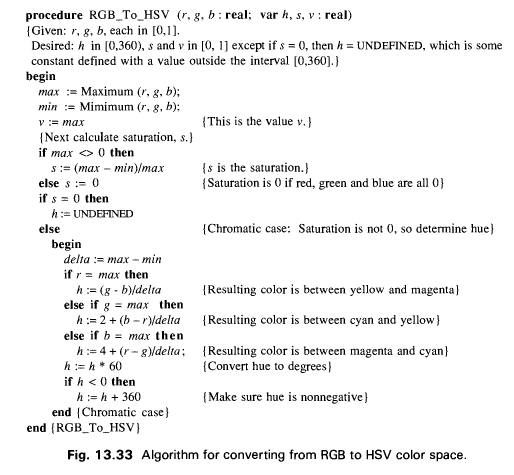 procedure RGB_To_HSV (r, g, b : real; var h, s, v : real)
{Given: r, g, b, each in [0,1].
Desired: h in [0,360), s and v in [0, 1] except if s = 0, then h = UNDEFINED, which is some
constant defined with a value outside the interval [0,360].}
begin
max := Maximum (r, g, b);
min := Mimimum (r, g, b);
v := max {This is the value v.}
{Next calculate saturation, s.}
if max <> 0 then
s := (max – min)/max {s is the saturation.}
else s := 0 {Saturation is 0 if red, green and blue are all 0}
if s = 0 then
h := UNDEFINED
else {Chromatic case: Saturation is not 0, so determine hue}
begin
delta := max – min
if r = max then
h := (g - b)/delta {Resulting color is between yellow and magenta}
else if g = max then
h := 2 + (b – r)/delta {Resulting color is between cyan and yellow}
else if b = max then
h := 4 + (r – g)/delta; {Resulting color is between magenta and cyan}
h := h * 60 {Convert hue to degrees}
if h < 0 then
h := h + 360 {Make sure hue is nonnegative}
end {Chromatic case}
end {RGB_To_HSV}
Fig. 13.33 Algorithm for converting from RGB to HSV color space.